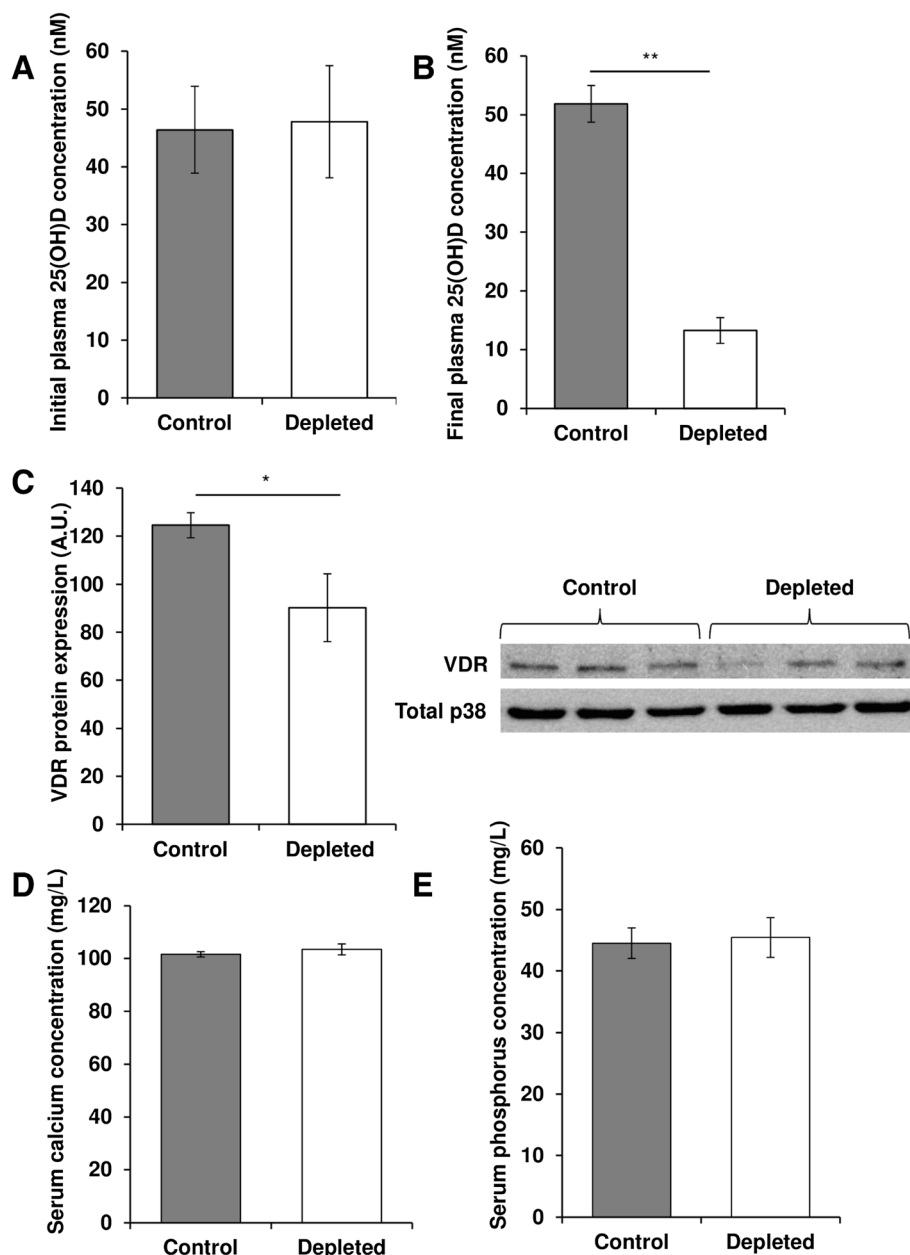 A
Initial plasma 25(OH)D concentration (nM)
60
50
40
30
20
10
0
Control
Depleted
B
Final plasma 25(OH)D concentration (nM)
60
50
40
30
20
10
0
**
Control
Depleted
C
VDR protein expression (A.U.)
140
120
100
80
60
40
20
0
*
Control
Depleted
Control
Depleted
VDR
Total p38
D
Serum calcium concentration (mg/L)
120
100
80
60
40
20
0
Control
Depleted
E
Serum phosphorus concentration (mg/L)
60
50
40
30
20
10
0
Control
Depleted